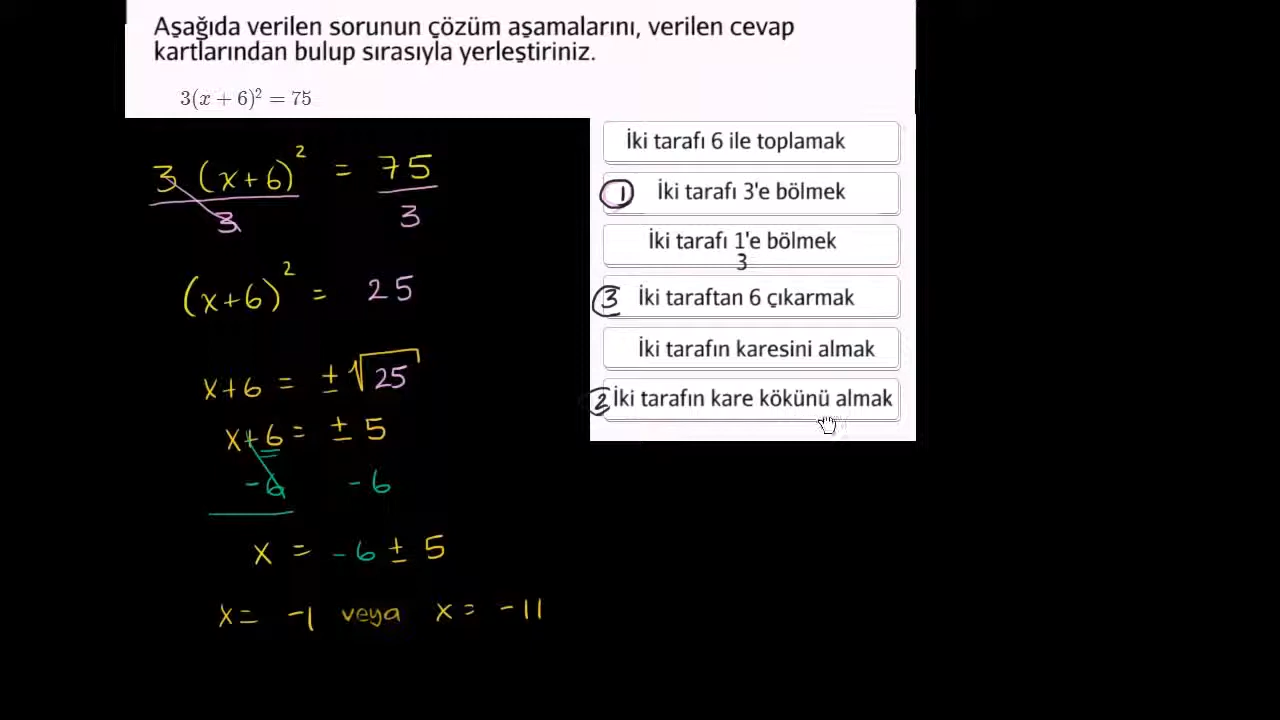 Aşağıda verilen sorunun çözüm aşamalarını, verilen cevap
kartlarından bulup sırasıyla yerleştiriniz.
3(x + 6)² = 75
3 (x+6)² = 75
3 3
(x+6)² = 25
x+6 = ±√25
x+6 = ± 5
-6 -6
x = -6 ± 5
x = -1 veya x = -11
İki tarafı 6 ile toplamak
1 İki tarafı 3'e bölmek
İki tarafı 1'e bölmek
3
3 İki taraftan 6 çıkarmak
İki tarafın karesini almak
2 İki tarafın kare kökünü almak